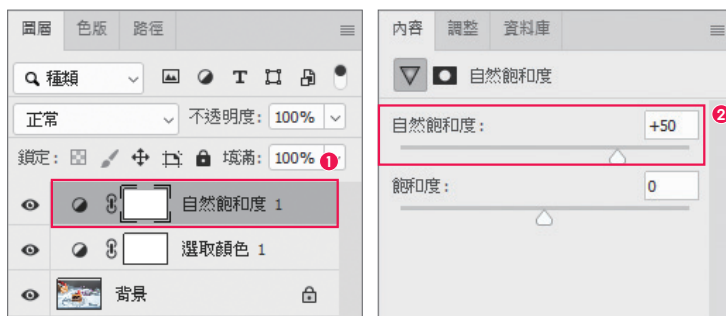 圖層 色版 路徑
種類
正常 不透明度: 100%
鎖定: 填滿: 100% 1
自然飽和度 1
選取顏色 1
背景
內容 調整 資料庫
自然飽和度
自然飽和度: +50 2
飽和度: 0